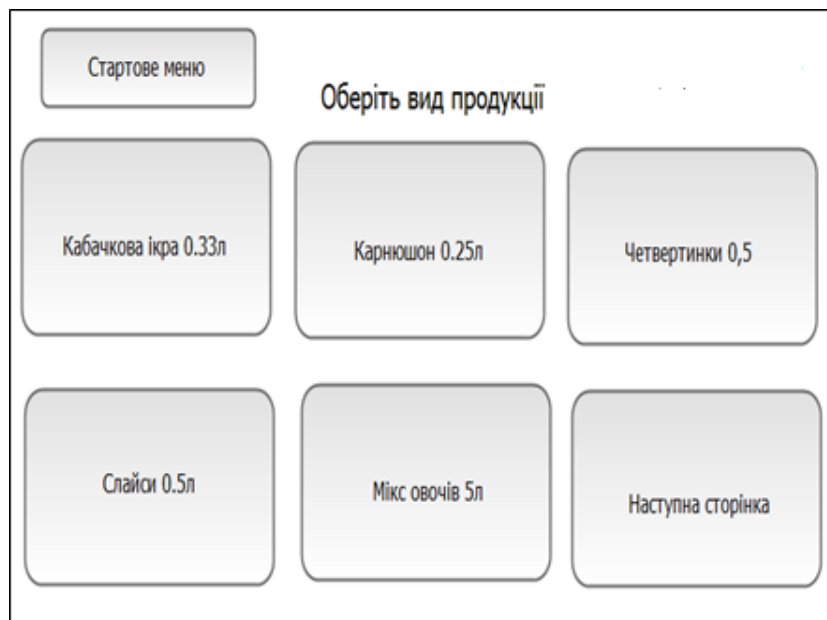 Стартове меню
Оберіть вид продукції
Кабачкова ікра 0.33л
Карнюшон 0.25л
Четвертинки 0,5
Слайси 0.5л
Мікс овочів 5л
Наступна сторінка